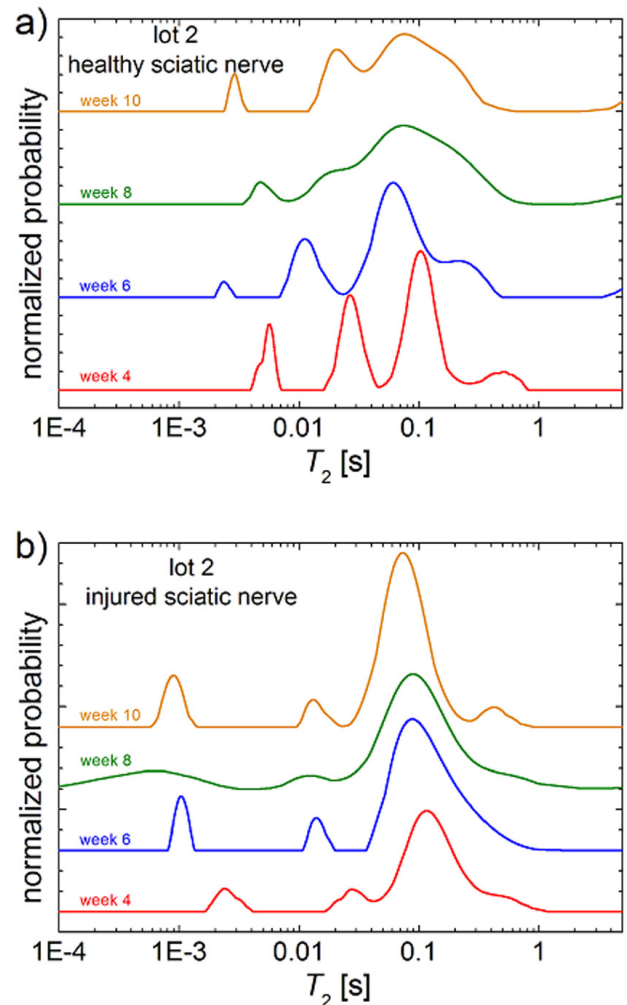 a)
lot 2
healthy sciatic nerve
week 10
week 8
week 6
week 4
normalized probability
1E-4 1E-3 0.01 0.1 1
T2 [s]
b)
lot 2
injured sciatic nerve
week 10
week 8
week 6
week 4
normalized probability
1E-4 1E-3 0.01 0.1 1
T2 [s]